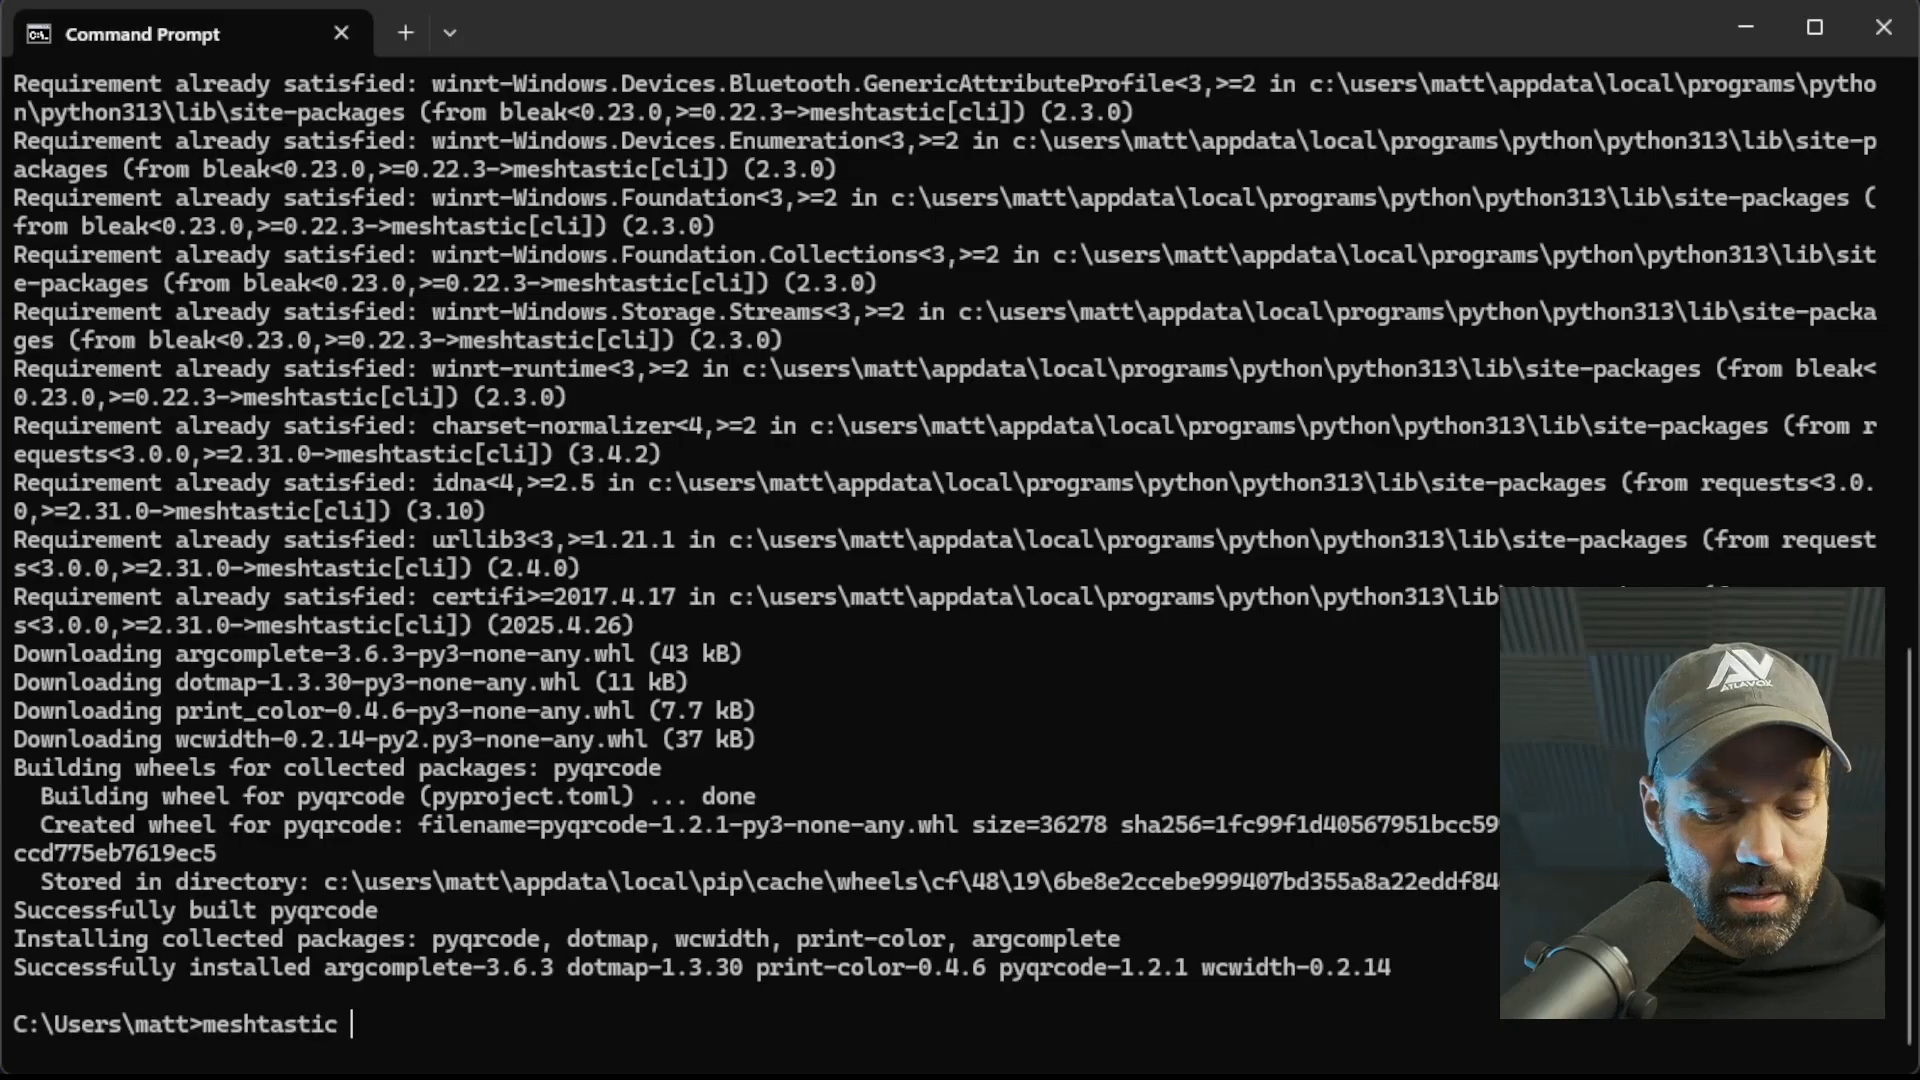 Command Prompt
Requirement already satisfied: winrt-Windows.Devices.Bluetooth.GenericAttributeProfile<3,>=2 in c:\users\matt\appdata\local\programs\pytho
n\python313\lib\site-packages (from bleak<0.23.0,>=0.22.3->meshtastic[cli]) (2.3.0)
Requirement already satisfied: winrt-Windows.Devices.Enumeration<3,>=2 in c:\users\matt\appdata\local\programs\python\python313\lib\site-p
ackages (from bleak<0.23.0,>=0.22.3->meshtastic[cli]) (2.3.0)
Requirement already satisfied: winrt-Windows.Foundation<3,>=2 in c:\users\matt\appdata\local\programs\python\python313\lib\site-packages (
from bleak<0.23.0,>=0.22.3->meshtastic[cli]) (2.3.0)
Requirement already satisfied: winrt-Windows.Foundation.Collections<3,>=2 in c:\users\matt\appdata\local\programs\python\python313\lib\sit
e-packages (from bleak<0.23.0,>=0.22.3->meshtastic[cli]) (2.3.0)
Requirement already satisfied: winrt-Windows.Storage.Streams<3,>=2 in c:\users\matt\appdata\local\programs\python\python313\lib\site-packa
ges (from bleak<0.23.0,>=0.22.3->meshtastic[cli]) (2.3.0)
Requirement already satisfied: winrt-runtime<3,>=2 in c:\users\matt\appdata\local\programs\python\python313\lib\site-packages (from bleak<
0.23.0,>=0.22.3->meshtastic[cli]) (2.3.0)
Requirement already satisfied: charset-normalizer<4,>=2 in c:\users\matt\appdata\local\programs\python\python313\lib\site-packages (from r
equests<3.0.0,>=2.31.0->meshtastic[cli]) (3.4.2)
Requirement already satisfied: idna<4,>=2.5 in c:\users\matt\appdata\local\programs\python\python313\lib\site-packages (from requests<3.0.
0,>=2.31.0->meshtastic[cli]) (3.10)
Requirement already satisfied: urllib3<3,>=1.21.1 in c:\users\matt\appdata\local\programs\python\python313\lib\site-packages (from request
s<3.0.0,>=2.31.0->meshtastic[cli]) (2.4.0)
Requirement already satisfied: certifi>=2017.4.17 in c:\users\matt\appdata\local\programs\python\python313\lib
s<3.0.0,>=2.31.0->meshtastic[cli]) (2025.4.26)
Downloading argcomplete-3.6.3-py3-none-any.whl (43 kB)
Downloading dotmap-1.3.30-py3-none-any.whl (11 kB)
Downloading print_color-0.4.6-py3-none-any.whl (7.7 kB)
Downloading wcwidth-0.2.14-py2.py3-none-any.whl (37 kB)
Building wheels for collected packages: pyqrcode
Building wheel for pyqrcode (pyproject.toml) ... done
Created wheel for pyqrcode: filename=pyqrcode-1.2.1-py3-none-any.whl size=36278 sha256=1fc99f1d40567951bcc59
ccd775eb7619ec5
Stored in directory: c:\users\matt\appdata\local\pip\cache\wheels\cf\48\19\6be8e2ccebe999407bd355a8a22eddf84
Successfully built pyqrcode
Installing collected packages: pyqrcode, dotmap, wcwidth, print-color, argcomplete
Successfully installed argcomplete-3.6.3 dotmap-1.3.30 print-color-0.4.6 pyqrcode-1.2.1 wcwidth-0.2.14
C:\Users\matt>meshtastic
AV
ATLAVOX